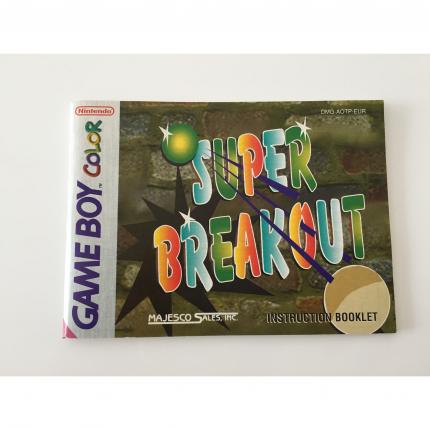 Nintendo
GAME BOY COLOR
DMG-AOTP-EUR
SUPER
BREAKOUT
MAJESCO SALES, INC.
INSTRUCTION BOOKLET